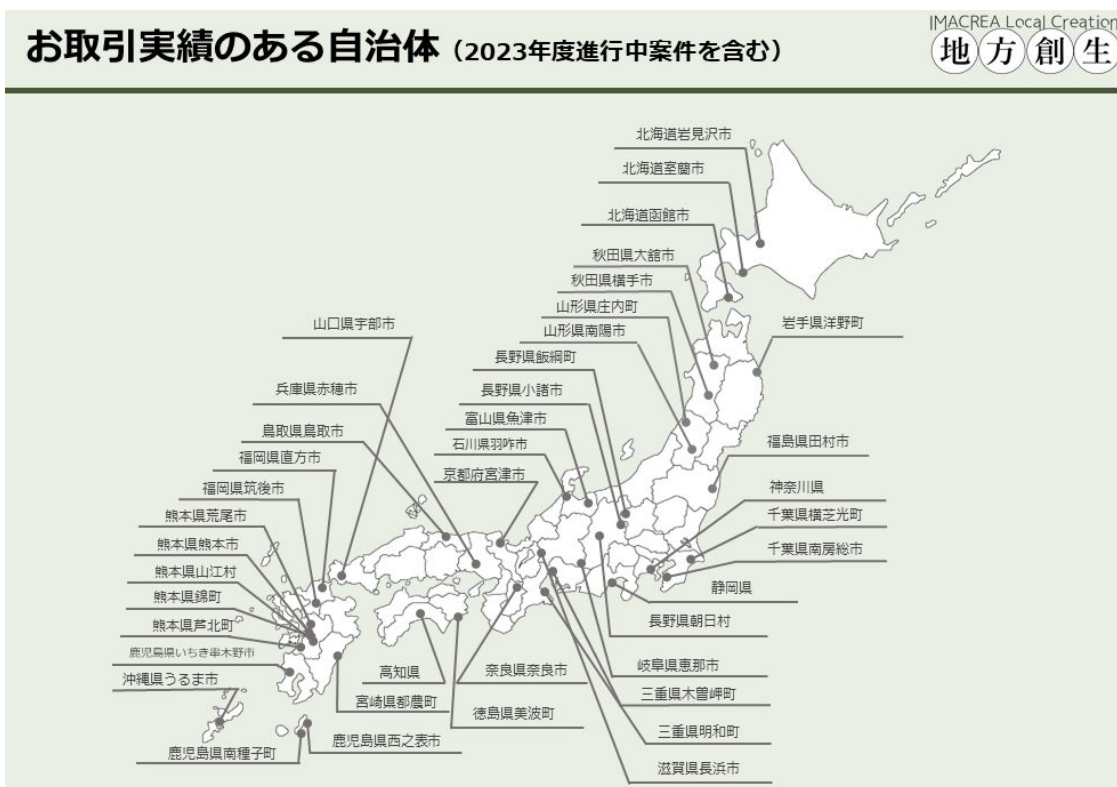 お取引実績のある自治体（2023年度進行中案件を含む）
IMACREA Local Creation
地方創生
北海道岩見沢市
北海道室蘭市
北海道函館市
秋田県大館市
秋田県横手市
山形県庄内町
山形県南陽市
長野県飯綱町
長野県小諸市
富山県魚津市
石川県羽咋市
京都府宮津市
山口県宇部市
兵庫県赤穂市
鳥取県鳥取市
福岡県直方市
福岡県筑後市
熊本県荒尾市
熊本県熊本市
熊本県山江村
熊本県錦町
熊本県芦北町
鹿児島県いちき串木野市
沖縄県うるま市
鹿児島県南種子町
鹿児島県西之表市
宮崎県都農町
高知県
徳島県美波町
奈良県奈良市
岩手県洋野町
福島県田村市
神奈川県
千葉県横芝光町
千葉県南房総市
静岡県
長野県朝日村
岐阜県恵那市
三重県木曽岬町
三重県明和町
滋賀県長浜市